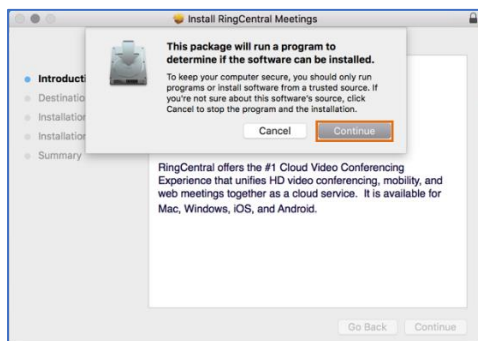 Install RingCentral Meetings
This package will run a program to
determine if the software can be installed.
To keep your computer secure, you should only run
programs or install software from a trusted source. If
you're not sure about this software's source, click
Cancel to stop the program and the installation.
Cancel
Continue
Introducti
Destinatio
Installation
Installation
Summary
RingCentral offers the #1 Cloud Video Conferencing
Experience that unifies HD video conferencing, mobility, and
web meetings together as a cloud service. It is available for
Mac, Windows, iOS, and Android.
Go Back
Continue